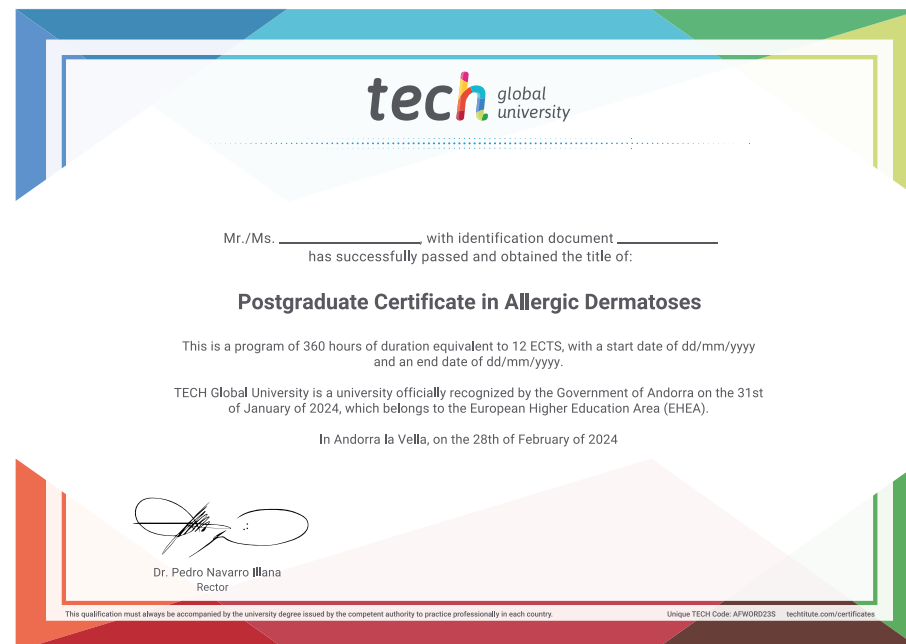 tech global
university
Mr./Ms. ________________, with identification document ____________
has successfully passed and obtained the title of:
Postgraduate Certificate in Allergic Dermatoses
This is a program of 360 hours of duration equivalent to 12 ECTS, with a start date of dd/mm/yyyy
and an end date of dd/mm/yyyy.
TECH Global University is a university officially recognized by the Government of Andorra on the 31st
of January of 2024, which belongs to the European Higher Education Area (EHEA).
In Andorra la Vella, on the 28th of February of 2024
Dr. Pedro Navarro Illana
Rector
This qualification must always be accompanied by the university degree issued by the competent authority to practice professionally in each country.
Unique TECH Code: AFWORD23S techtitute.com/certificates